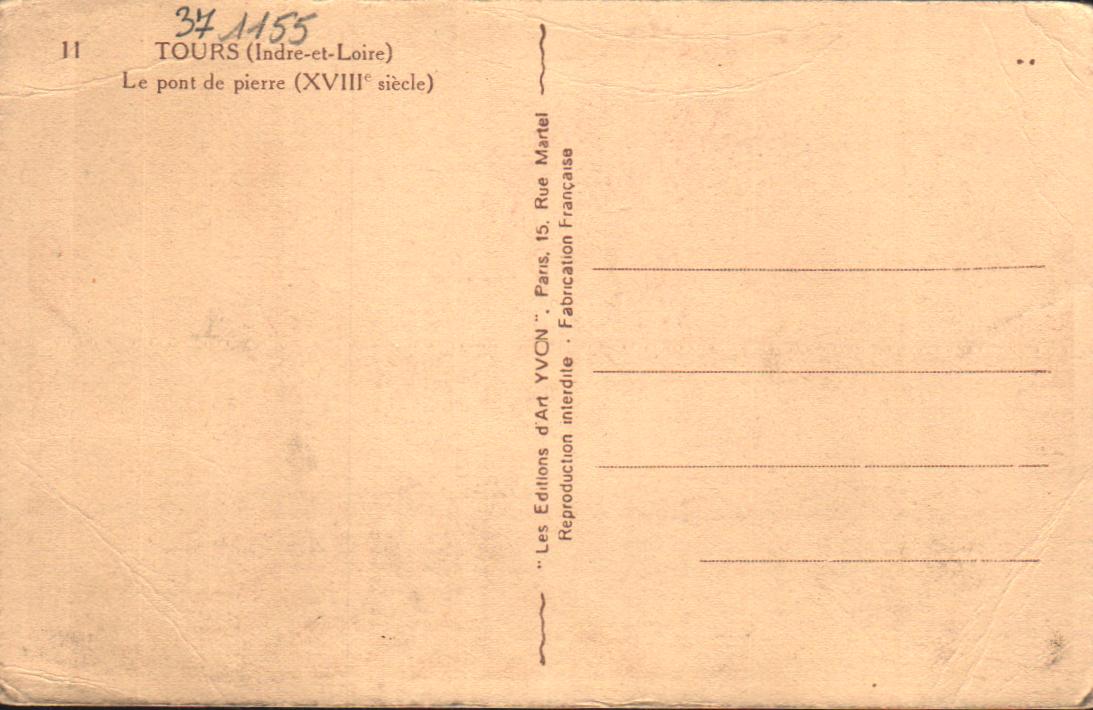 37 1155
11
TOURS (Indre-et-Loire)
Le pont de pierre (XVIIIe siècle)
"Les Editions d'Art YVON", Paris, 15, Rue Martel
Reproduction interdite - Fabrication Française